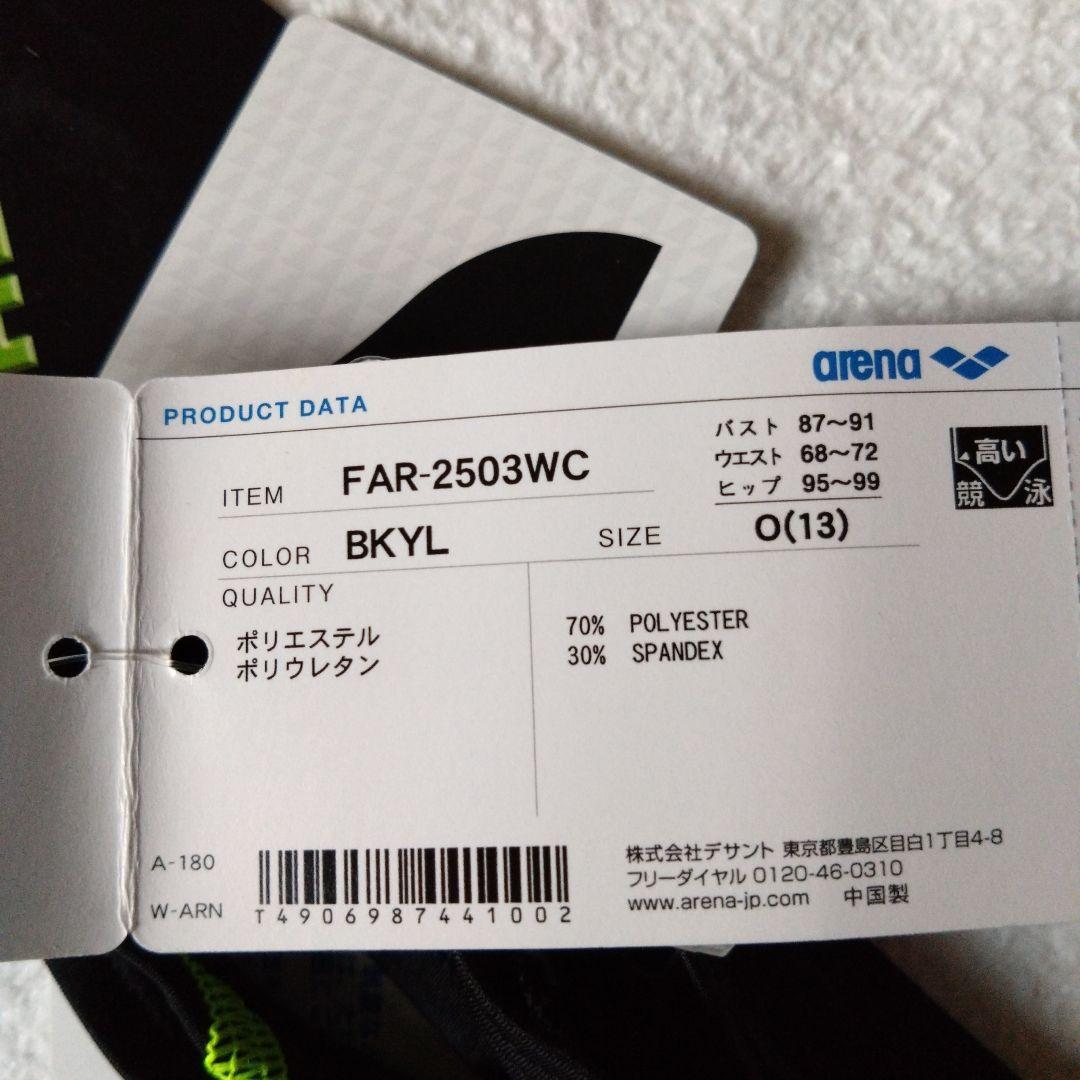 arena
PRODUCT DATA
ITEM FAR-2503WC
バスト 87〜91
ウエスト 68〜72
ヒップ 95〜99
高い
競泳
COLOR BKYL
SIZE O(13)
QUALITY
ポリエステル 70% POLYESTER
ポリウレタン 30% SPANDEX
A-180
W-ARN
T4906987441002
株式会社デサント 東京都豊島区目白1丁目4-8
フリーダイヤル 0120-46-0310
www.arena-jp.com 中国製